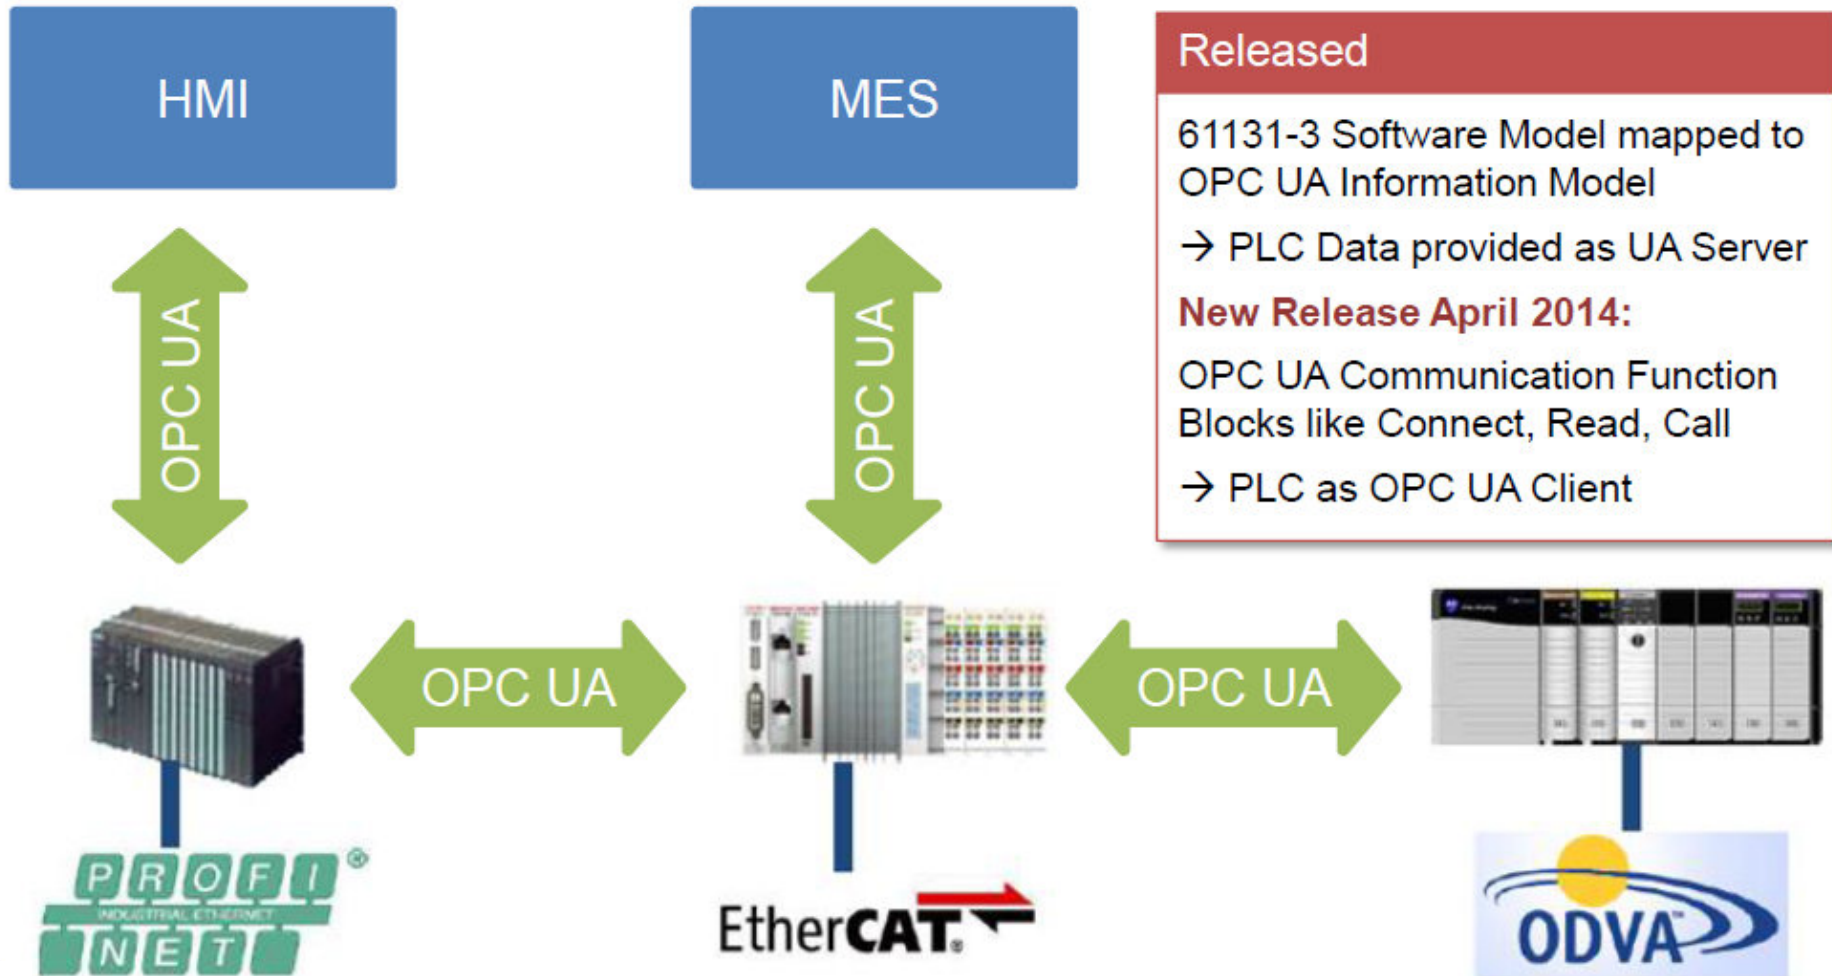 HMI
MES
Released
61131-3 Software Model mapped to
OPC UA Information Model
→ PLC Data provided as UA Server
New Release April 2014:
OPC UA Communication Function
Blocks like Connect, Read, Call
→ PLC as OPC UA Client
OPC UA
OPC UA
OPC UA
OPC UA
PROFI®
INDUSTRIAL ETHERNET
NET
EtherCAT®
ODVA™